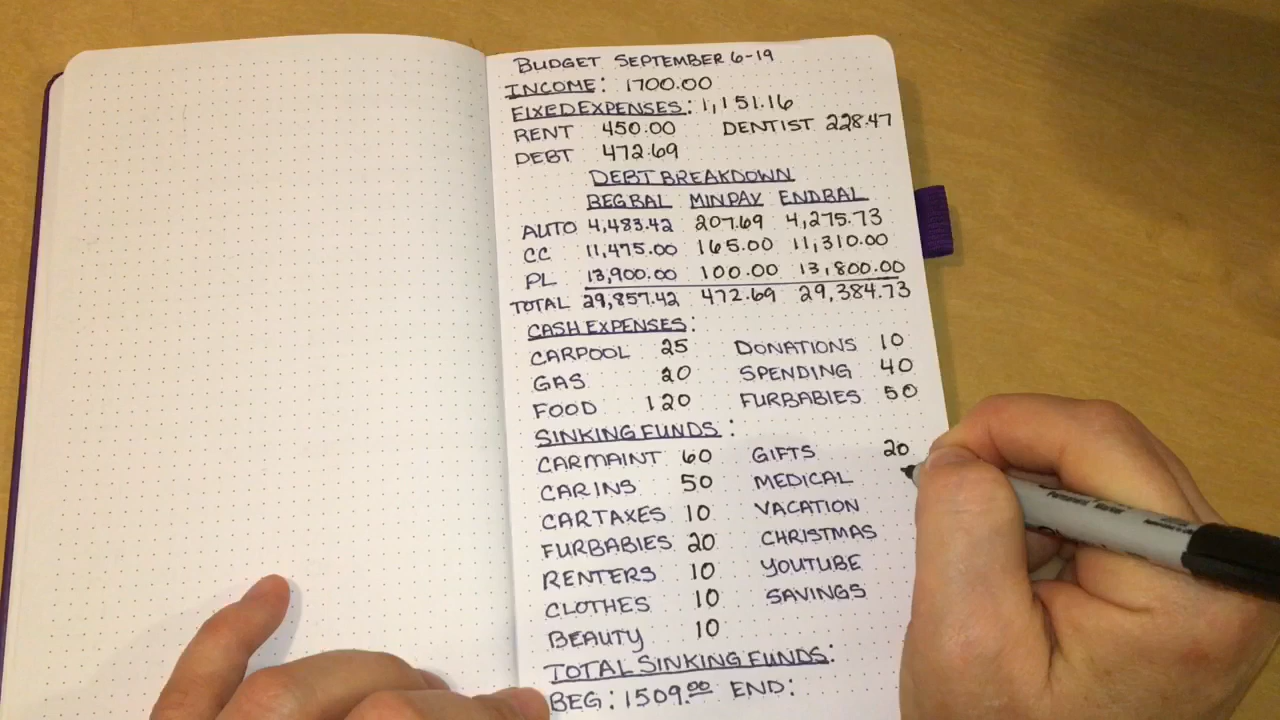 BUDGET SEPTEMBER 6-19
INCOME: 1700.00
FIXED EXPENSES: 1,151.16
RENT 450.00 DENTIST 228.47
DEBT 472.69
DEBT BREAKDOWN
BEG BAL MIN PAY END BAL
AUTO 4,483.42 207.69 4,275.73
CC 11,475.00 165.00 11,310.00
PL 13,900.00 100.00 13,800.00
TOTAL 29,857.42 472.69 29,384.73
CASH EXPENSES:
CARPOOL 25 DONATIONS 10
GAS 20 SPENDING 40
FOOD 120 FURBABIES 50
SINKING FUNDS:
CAR MAINT 60 GIFTS 20
CAR INS 50 MEDICAL
CAR TAXES 10 VACATION
FURBABIES 20 CHRISTMAS
RENTERS 10 YOUTUBE
CLOTHES 10 SAVINGS
BEAUTY 10
TOTAL SINKING FUNDS:
BEG: 1509.00 END: